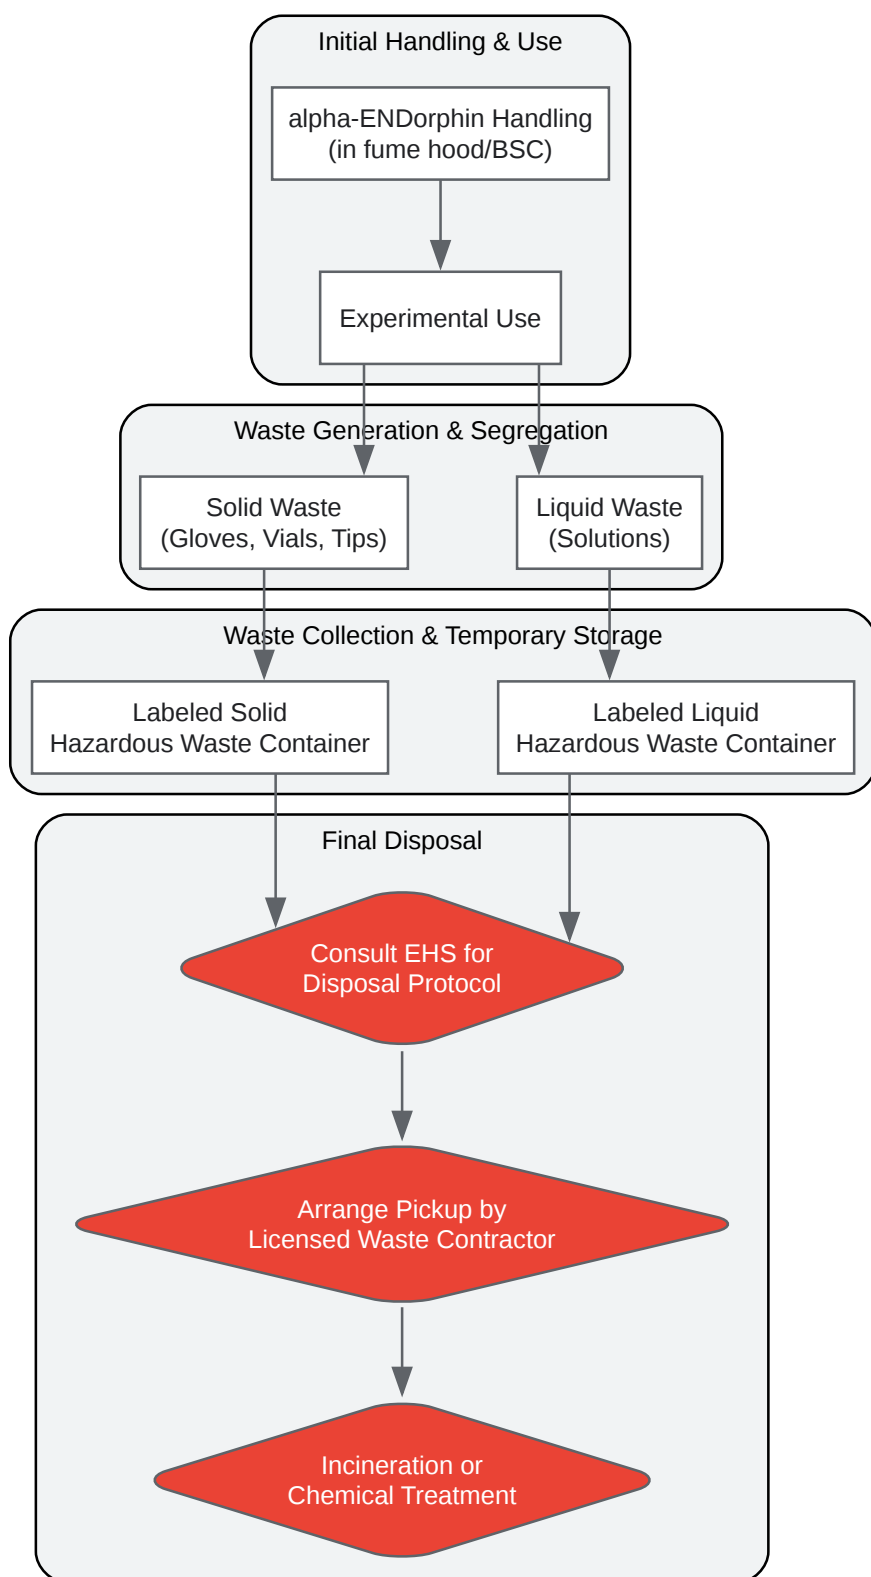 Initial Handling & Use
alpha-ENDorphin Handling
(in fume hood/BSC)
Experimental Use
Waste Generation & Segregation
Solid Waste
(Gloves, Vials, Tips)
Liquid Waste
(Solutions)
Waste Collection & Temporary Storage
Labeled Solid
Hazardous Waste Container
Labeled Liquid
Hazardous Waste Container
Final Disposal
Consult EHS for
Disposal Protocol
Arrange Pickup by
Licensed Waste Contractor
Incineration or
Chemical Treatment